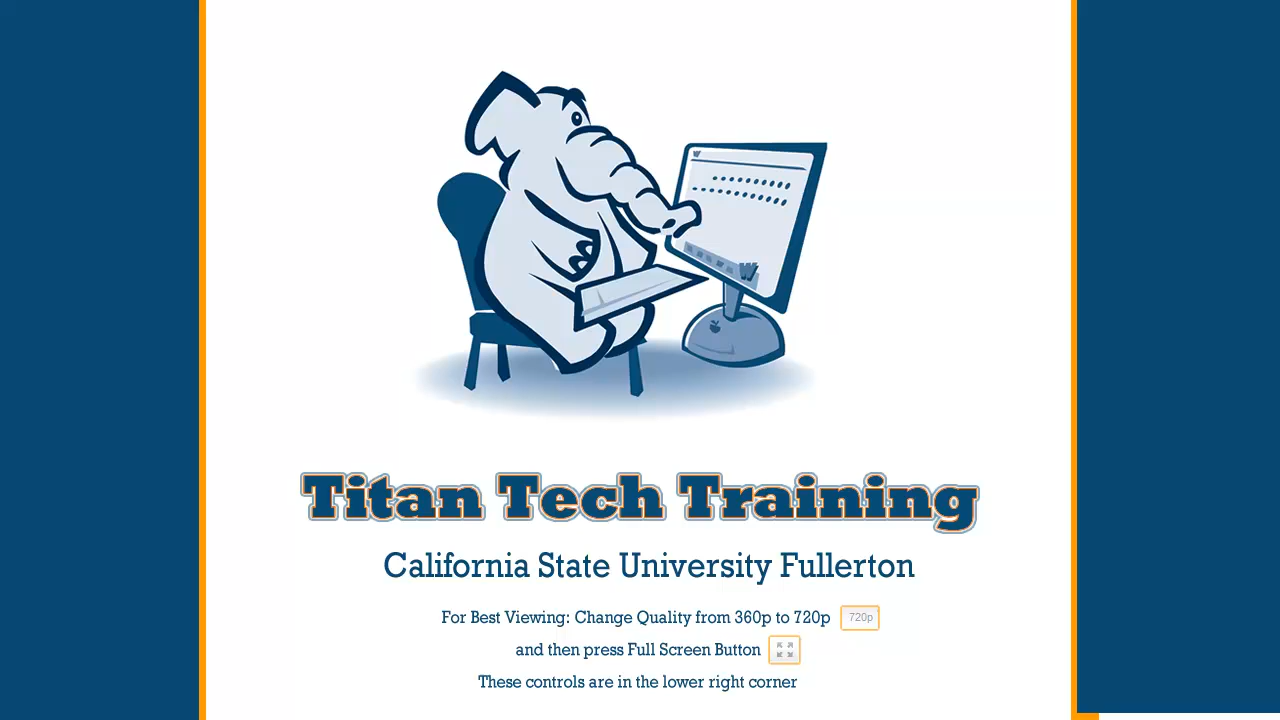 Titan Tech Training
California State University Fullerton
For Best Viewing: Change Quality from 360p to 720p 720p
and then press Full Screen Button
These controls are in the lower right corner